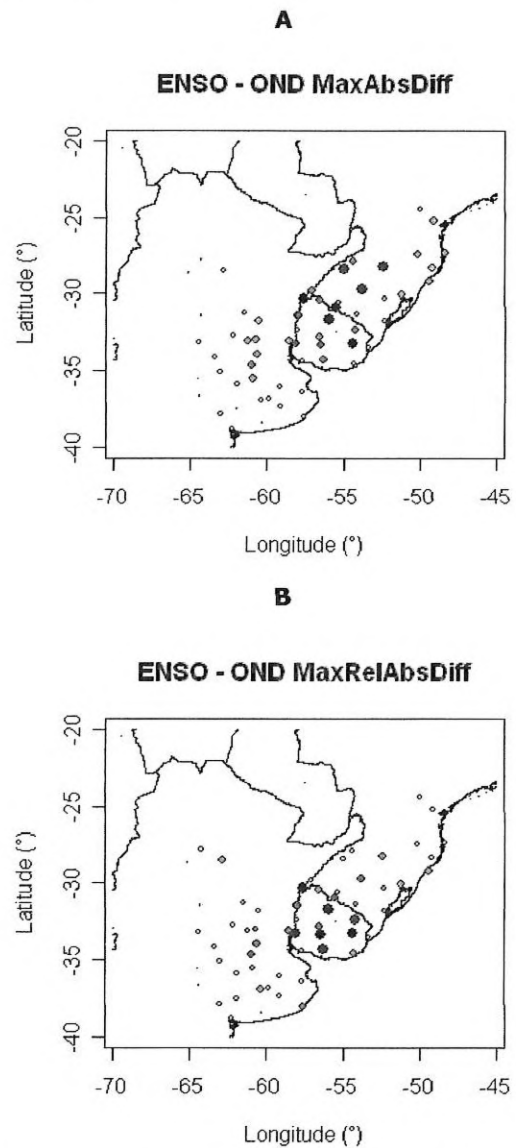 A
ENSO - OND MaxAbsDiff
-20
-25
-30
-35
-40
Latitude (°)
-70 -65 -60 -55 -50 -45
Longitude (°)
B
ENSO - OND MaxRelAbsDiff
-20
-25
-30
-35
-40
Latitude (°)
-70 -65 -60 -55 -50 -45
Longitude (°)